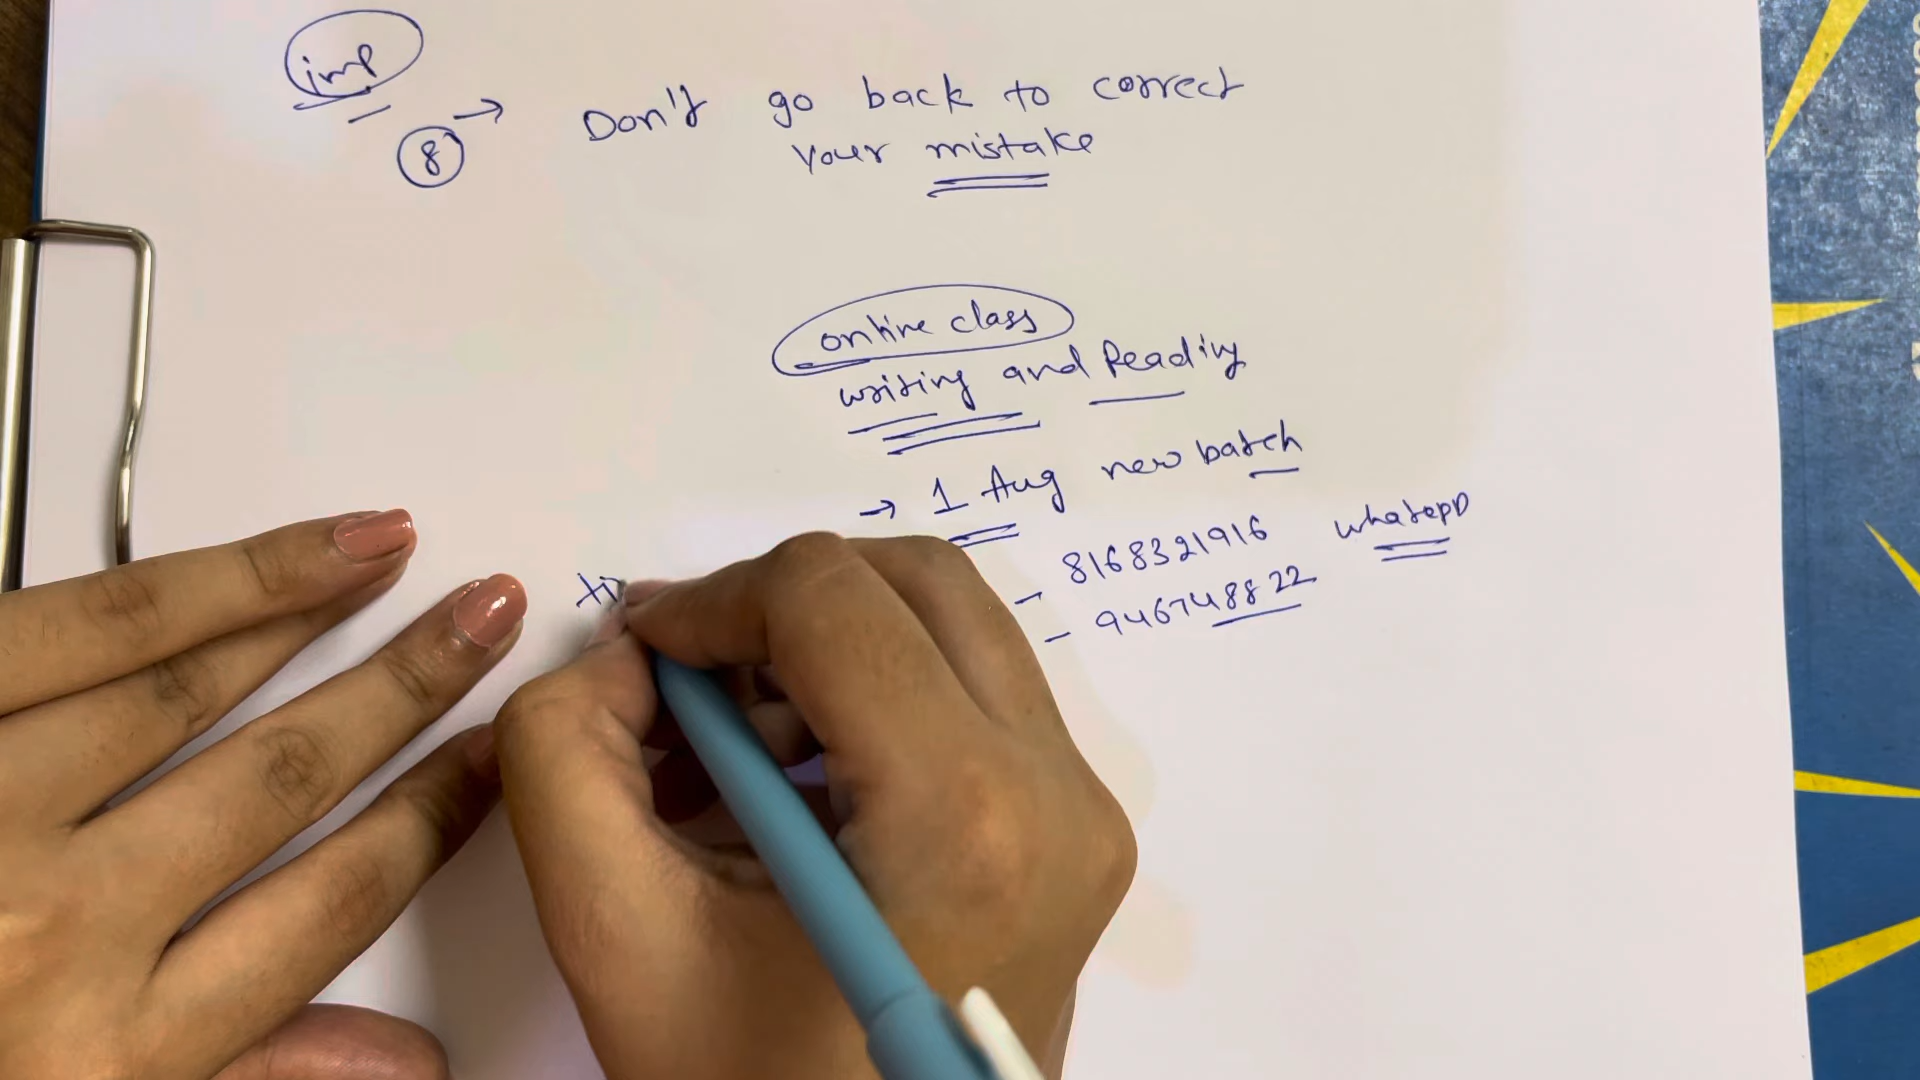 imp
8 → Don't go back to correct
your mistake
online class
writing and Reading
→ 1 Aug new batch
- 8168321916 whatsapp
- 9467488822